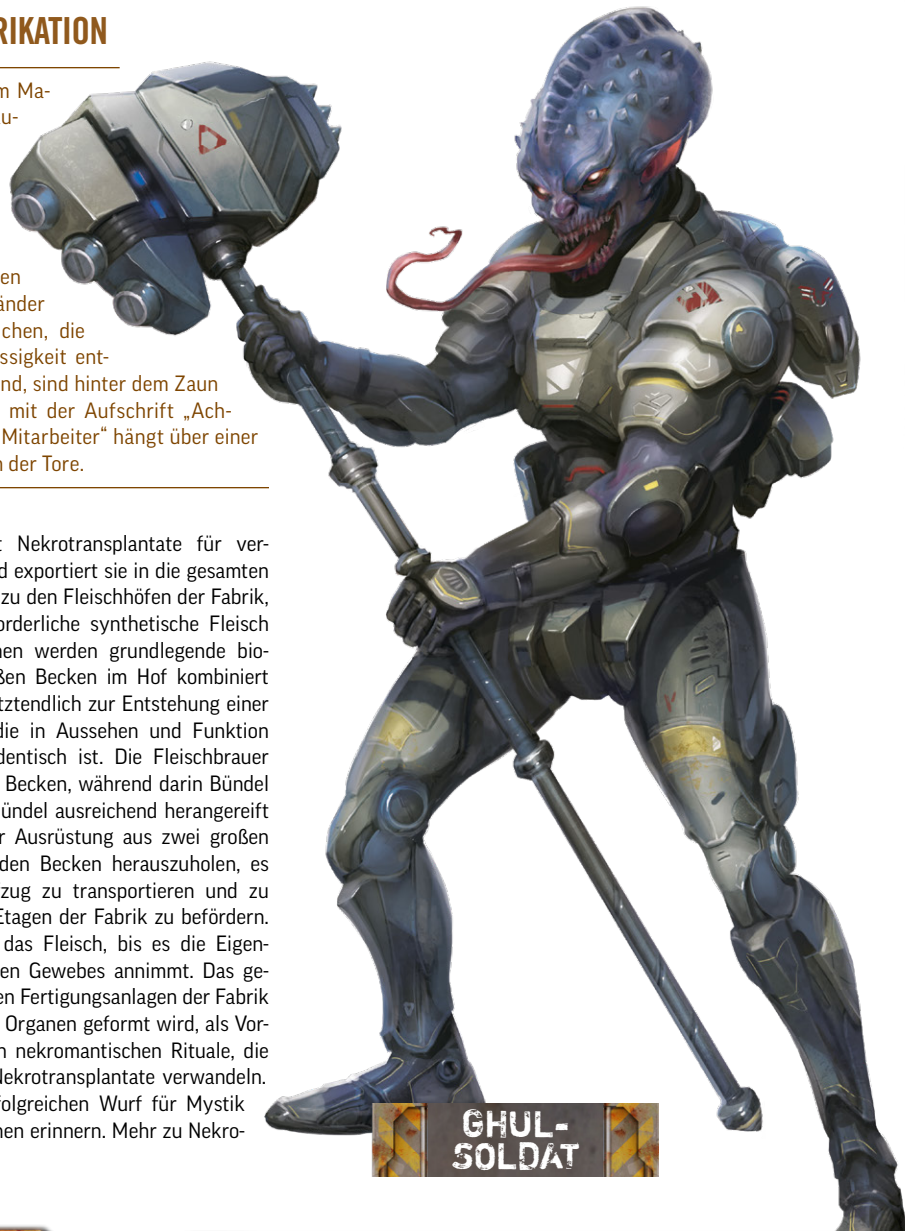 RIKATION
m Ma-
u-
en
änder
chen, die
ssigkeit ent-
nd, sind hinter dem Zaun
mit der Aufschrift „Ach-
Mitarbeiter“ hängt über einer
n der Tore.
t Nekrotransplantate für ver-
d exportiert sie in die gesamten
zu den Fleischhöfen der Fabrik,
orderliche synthetische Fleisch
nen werden grundlegende bio-
ßen Becken im Hof kombiniert
tztendlich zur Entstehung einer
die in Aussehen und Funktion
dentisch ist. Die Fleischbrauer
Becken, während darin Bündel
ündel ausreichend herangereift
r Ausrüstung aus zwei großen
den Becken herauszuholen, es
zug zu transportieren und zu
Etagen der Fabrik zu befördern.
das Fleisch, bis es die Eigen-
en Gewebes annimmt. Das ge-
en Fertigungsanlagen der Fabrik
Organen geformt wird, als Vor-
n nekromantischen Rituale, die
Nekrotransplantate verwandeln.
folgreichen Wurf für Mystik
nen erinnern. Mehr zu Nekro-
GHUL-
SOLDAT